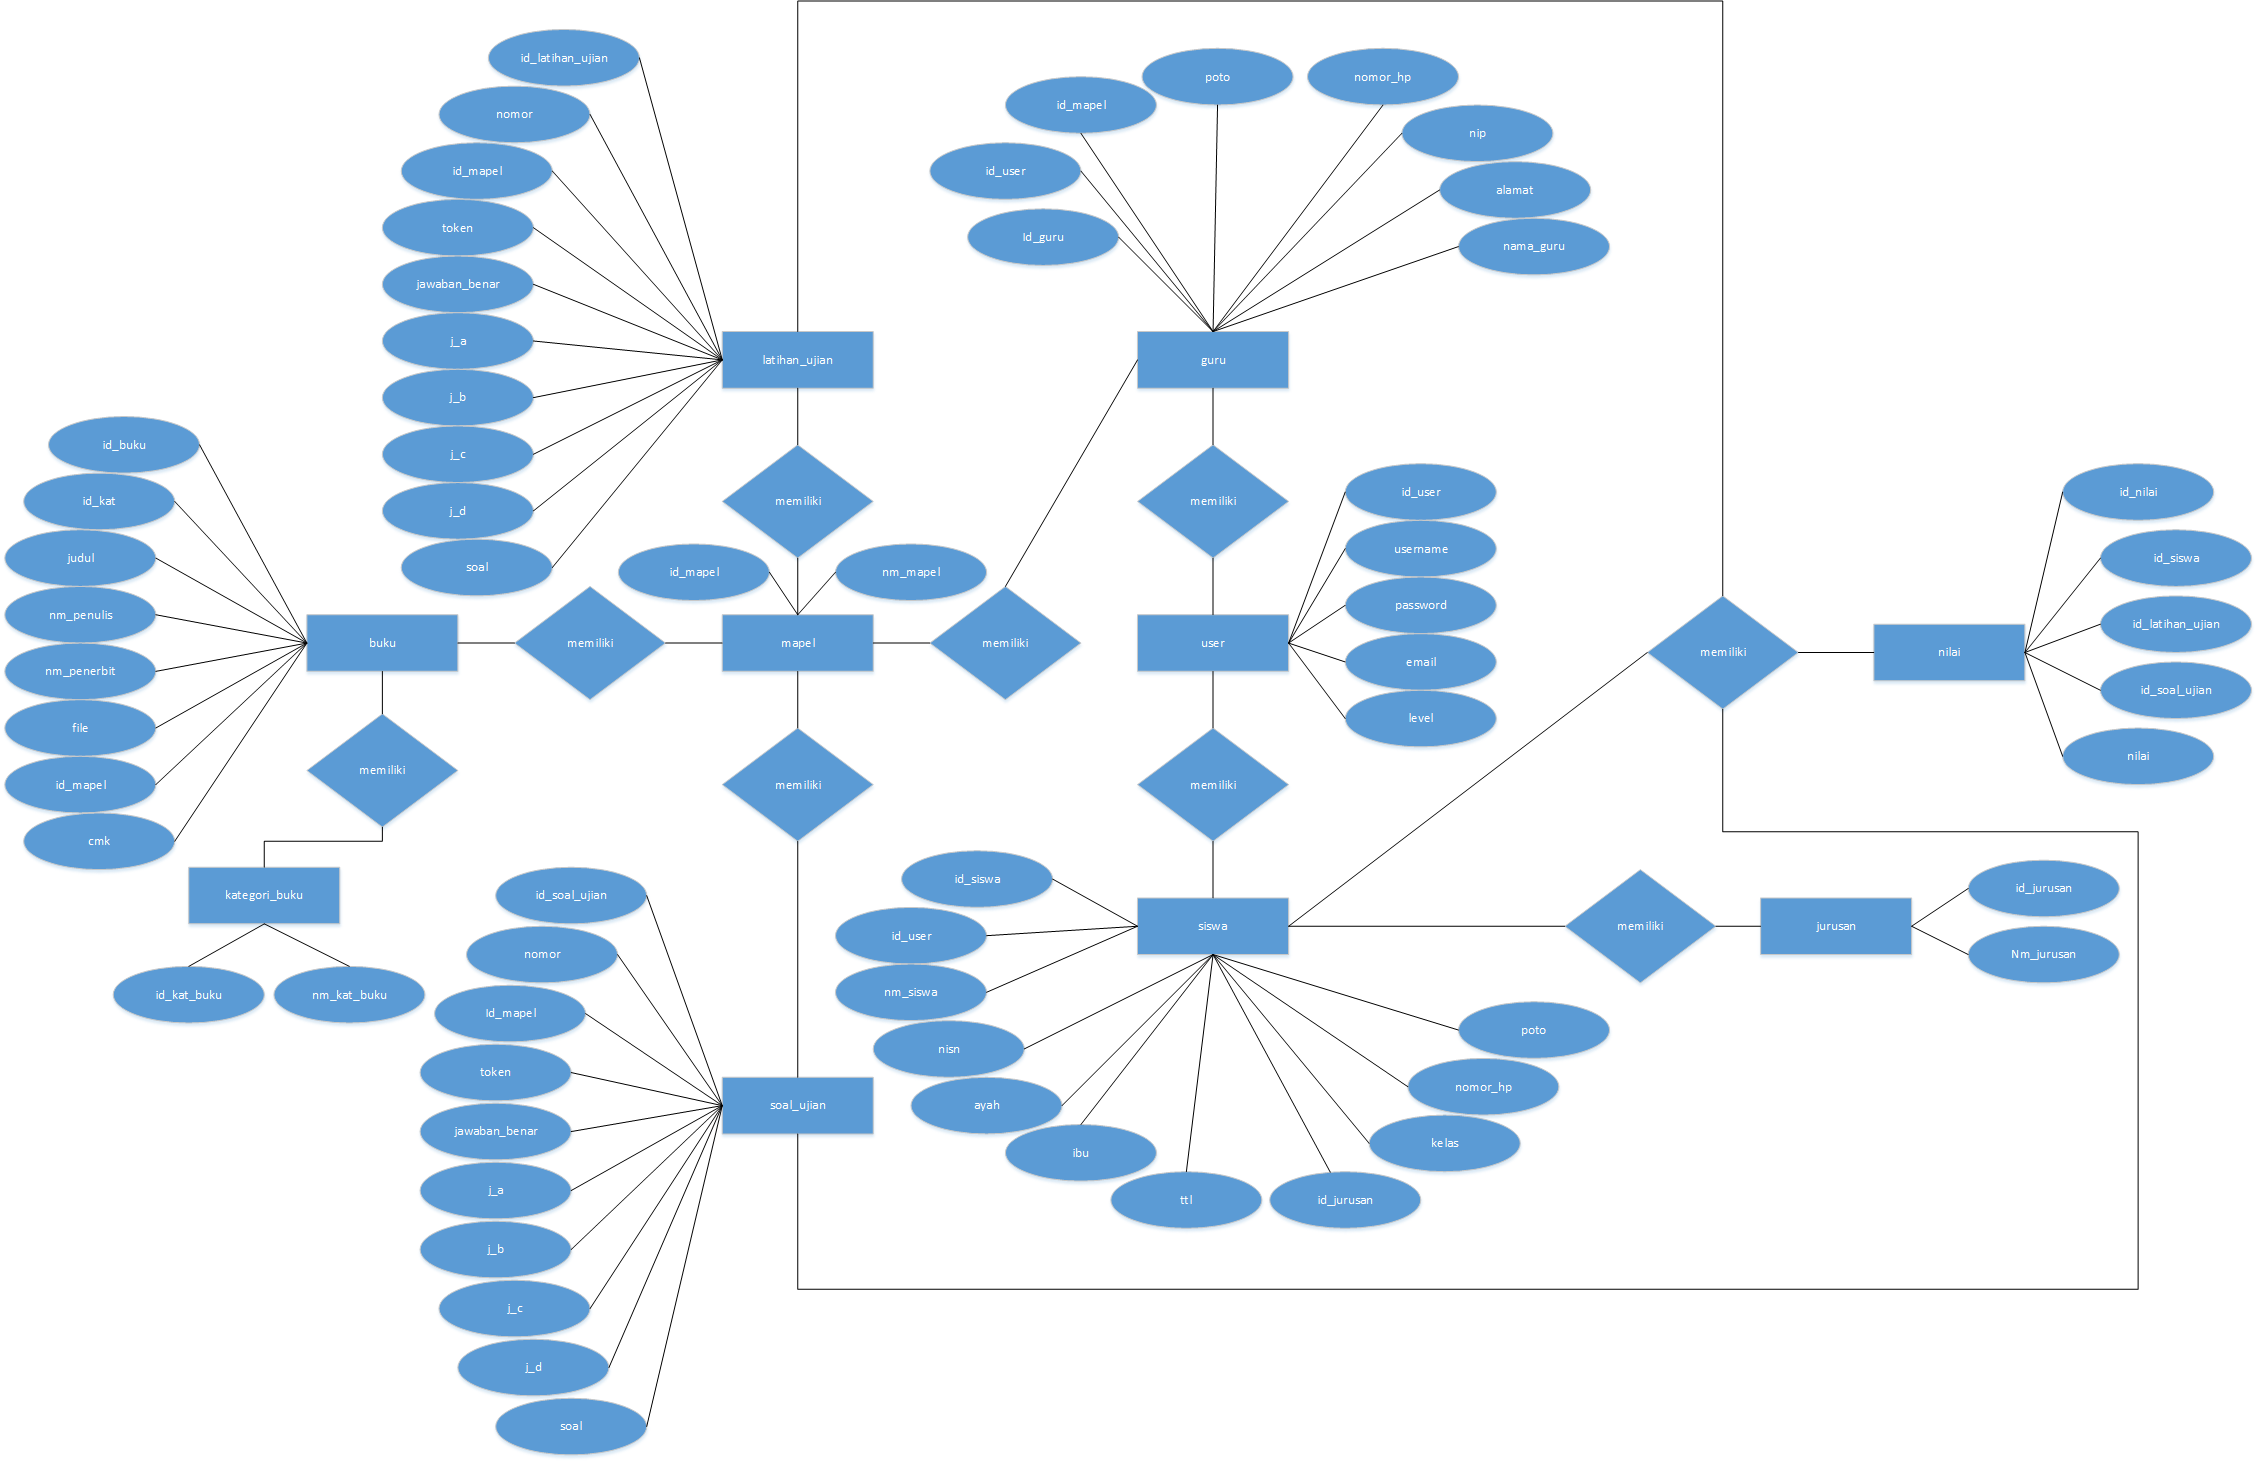 id_latihan_ujian
nomor
id_mapel
token
jawaban_benar
j_a
j_b
j_c
j_d
soal
latihan_ujian
memiliki
id_mapel
poto
nomor_hp
id_user
nip
alamat
Id_guru
nama_guru
guru
memiliki
id_buku
id_kat
judul
nm_penulis
nm_penerbit
file
id_mapel
cmk
buku
memiliki
id_mapel
nm_mapel
mapel
memiliki
user
id_user
username
password
email
level
memiliki
nilai
id_nilai
id_siswa
id_latihan_ujian
id_soal_ujian
nilai
memiliki
memiliki
memiliki
kategori_buku
id_kat_buku
nm_kat_buku
id_soal_ujian
nomor
Id_mapel
token
jawaban_benar
j_a
j_b
j_c
j_d
soal
soal_ujian
id_siswa
id_user
nm_siswa
nisn
ayah
ibu
ttl
id_jurusan
kelas
nomor_hp
poto
siswa
memiliki
jurusan
id_jurusan
Nm_jurusan